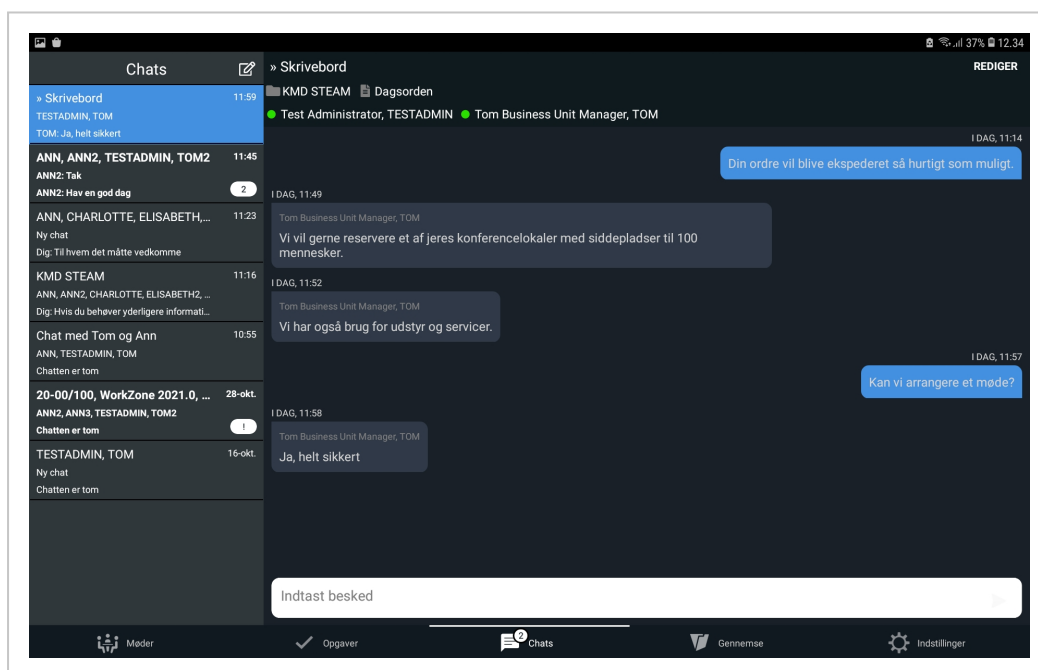 37% 12.34
Chats
» Skrivebord
11:59
TESTADMIN, TOM
TOM: Ja, helt sikkert
ANN, ANN2, TESTADMIN, TOM2
11:45
ANN2: Tak
ANN2: Hav en god dag
2
ANN, CHARLOTTE, ELISABETH,...
11:23
Ny chat
Dig: Til hvem det måtte vedkomme
KMD STEAM
11:16
ANN, ANN2, CHARLOTTE, ELISABETH2, ...
Dig: Hvis du behøver yderligere informati...
Chat med Tom og Ann
10:55
ANN, TESTADMIN, TOM
Chatten er tom
20-00/100, WorkZone 2021.0, ...
28-okt.
ANN2, ANN3, TESTADMIN, TOM2
Chatten er tom
!
TESTADMIN, TOM
16-okt.
Ny chat
Chatten er tom
» Skrivebord
REDIGER
KMD STEAM Dagsorden
Test Administrator, TESTADMIN Tom Business Unit Manager, TOM
I DAG, 11:14
Din ordre vil blive ekspederet så hurtigt som muligt.
I DAG, 11:49
Tom Business Unit Manager, TOM
Vi vil gerne reservere et af jeres konferencelokaler med siddepladser til 100
mennesker.
I DAG, 11:52
Tom Business Unit Manager, TOM
Vi har også brug for udstyr og servicer.
I DAG, 11:57
Kan vi arrangere et møde?
I DAG, 11:58
Tom Business Unit Manager, TOM
Ja, helt sikkert
Indtast besked
Møder
Opgaver
2
Chats
Gennemse
Indstillinger